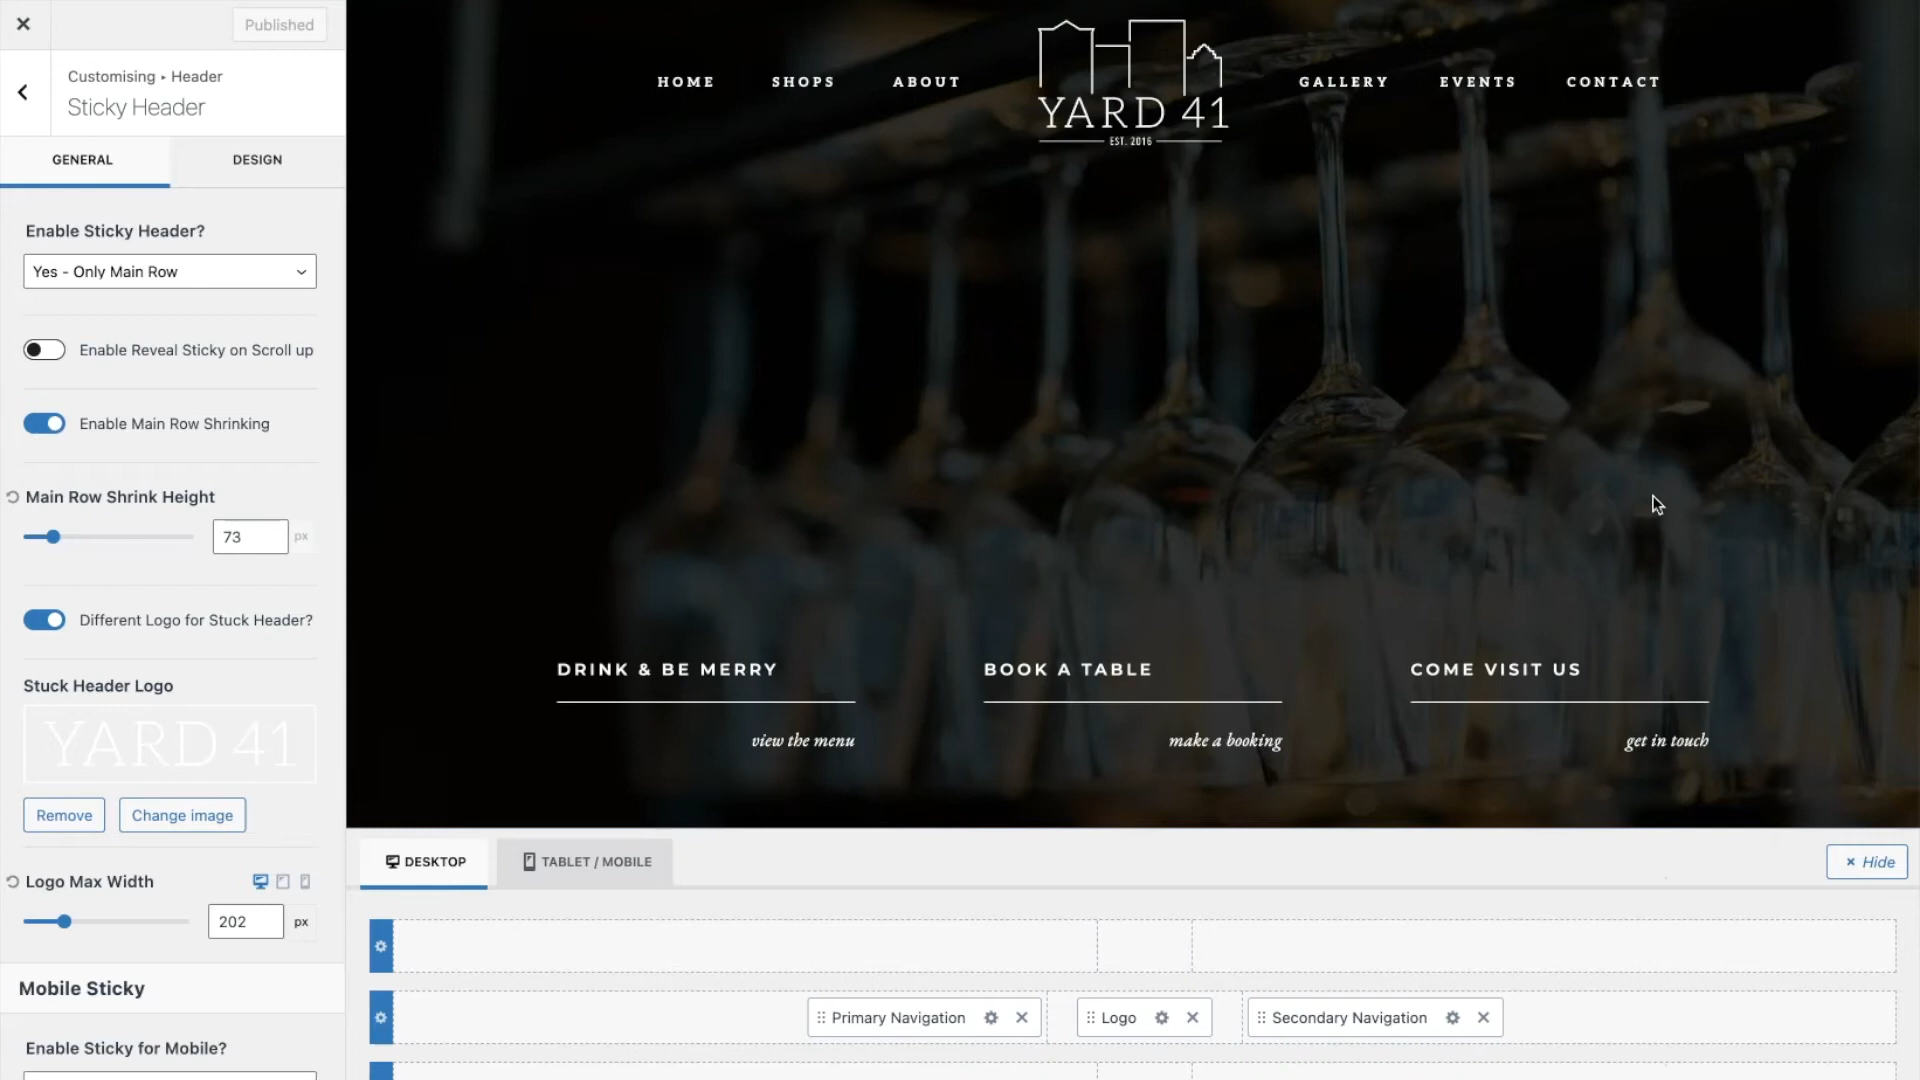 Published
Customising ▸ Header
Sticky Header
GENERAL
DESIGN
Enable Sticky Header?
Yes - Only Main Row
Enable Reveal Sticky on Scroll up
Enable Main Row Shrinking
Main Row Shrink Height
73
px
Different Logo for Stuck Header?
Stuck Header Logo
YARD 41
Remove
Change image
Logo Max Width
202
px
Mobile Sticky
Enable Sticky for Mobile?
HOME
SHOPS
ABOUT
YARD 41
EST. 2016
GALLERY
EVENTS
CONTACT
DRINK & BE MERRY
view the menu
BOOK A TABLE
make a booking
COME VISIT US
get in touch
DESKTOP
TABLET / MOBILE
× Hide
Primary Navigation
Logo
Secondary Navigation